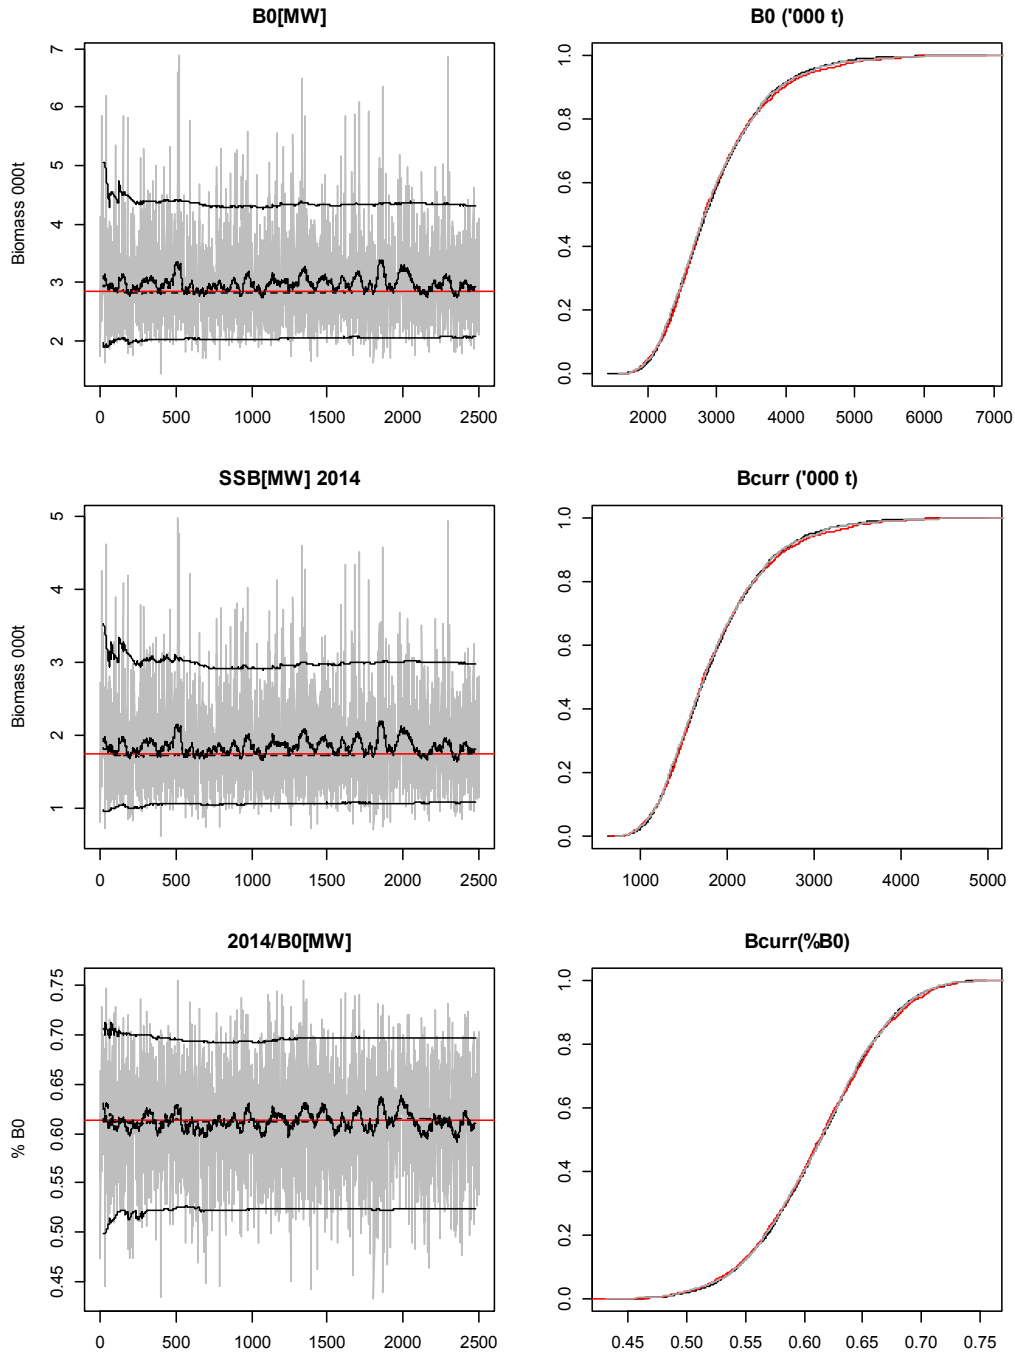 B0[MW]
B0 ('000 t)
Biomass 000t
2 3 4 5 6 7
0 500 1000 1500 2000 2500
0.0 0.2 0.4 0.6 0.8 1.0
2000 3000 4000 5000 6000 7000
SSB[MW] 2014
Bcurr ('000 t)
Biomass 000t
1 2 3 4 5
0 500 1000 1500 2000 2500
0.0 0.2 0.4 0.6 0.8 1.0
1000 2000 3000 4000 5000
2014/B0[MW]
Bcurr(%B0)
% B0
0.45 0.50 0.55 0.60 0.65 0.70 0.75
0 500 1000 1500 2000 2500
0.0 0.2 0.4 0.6 0.8 1.0
0.45 0.50 0.55 0.60 0.65 0.70 0.75